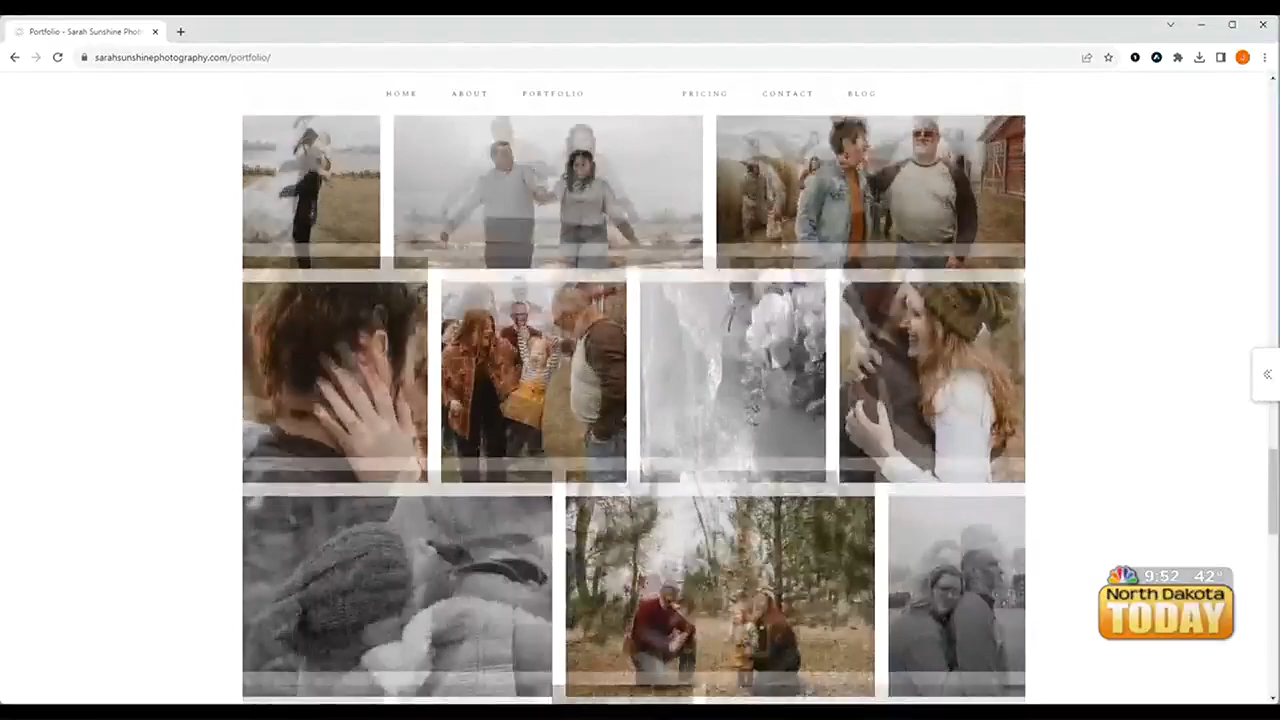 Portfolio - Sarah Sunshine Phot
sarahsunshinephotography.com/portfolio/
HOME ABOUT PORTFOLIO PRICING CONTACT BLOG
9:52 42°
North Dakota
TODAY